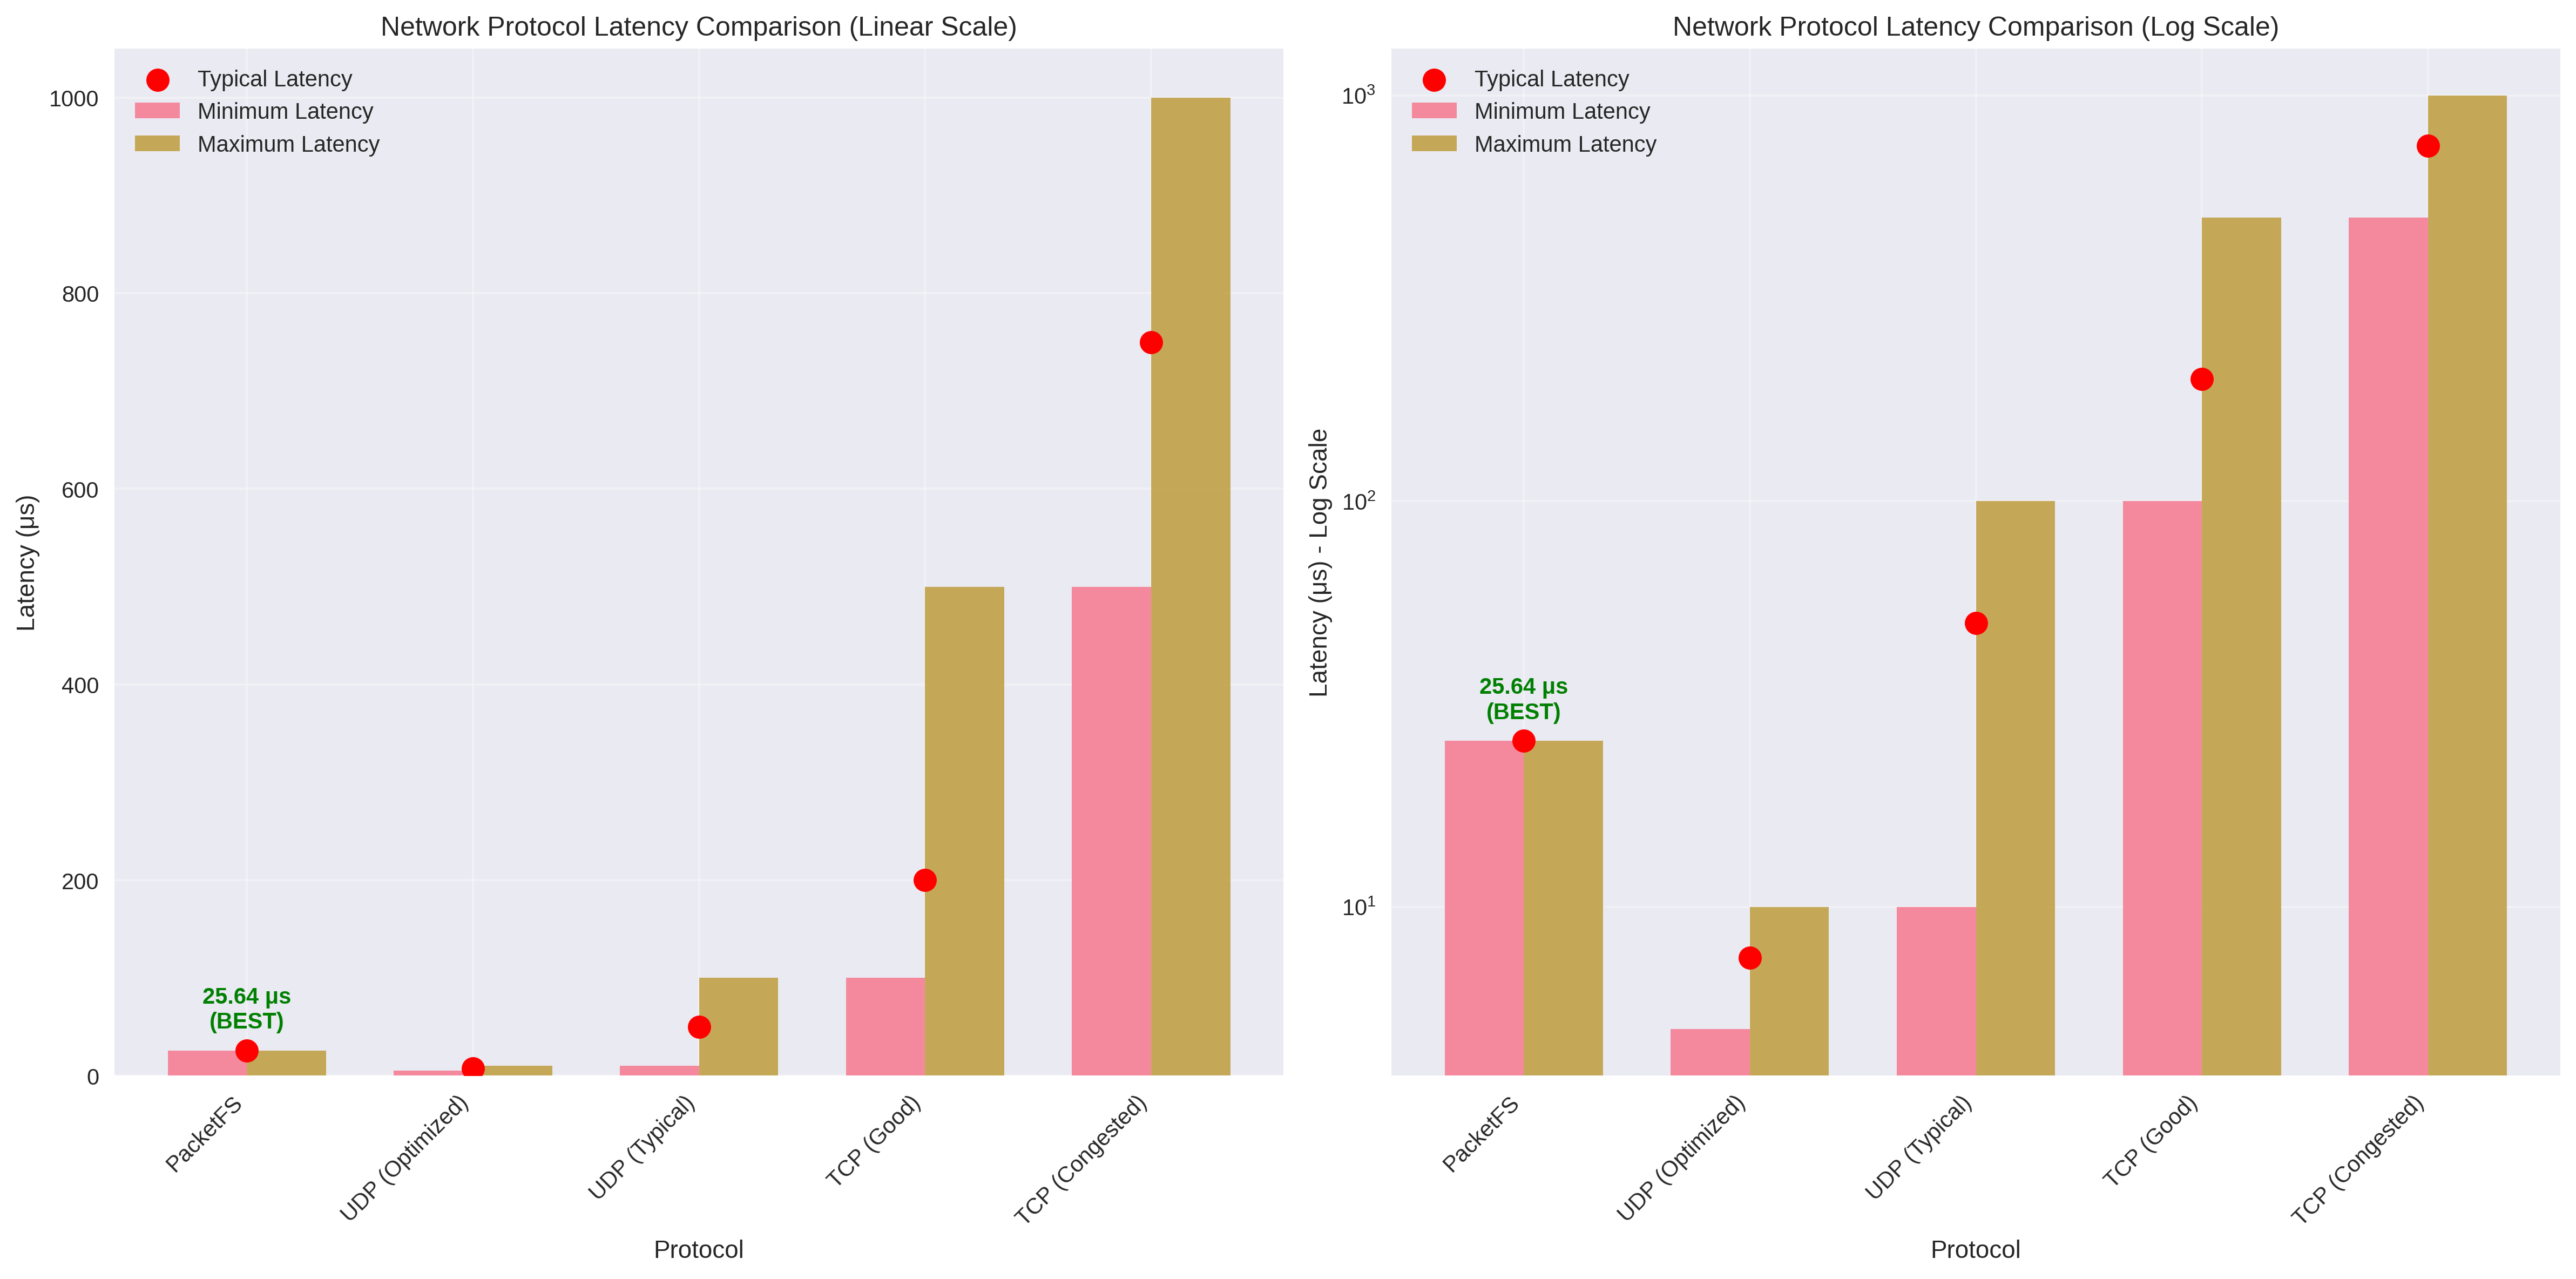 Network Protocol Latency Comparison (Linear Scale)
Typical Latency
Minimum Latency
Maximum Latency
Latency (μs)
1000
800
600
400
200
0
25.64 μs
(BEST)
PacketFS
UDP (Optimized)
UDP (Typical)
TCP (Good)
TCP (Congested)
Protocol
Network Protocol Latency Comparison (Log Scale)
Typical Latency
Minimum Latency
Maximum Latency
Latency (μs) - Log Scale
10³
10²
10¹
25.64 μs
(BEST)
PacketFS
UDP (Optimized)
UDP (Typical)
TCP (Good)
TCP (Congested)
Protocol